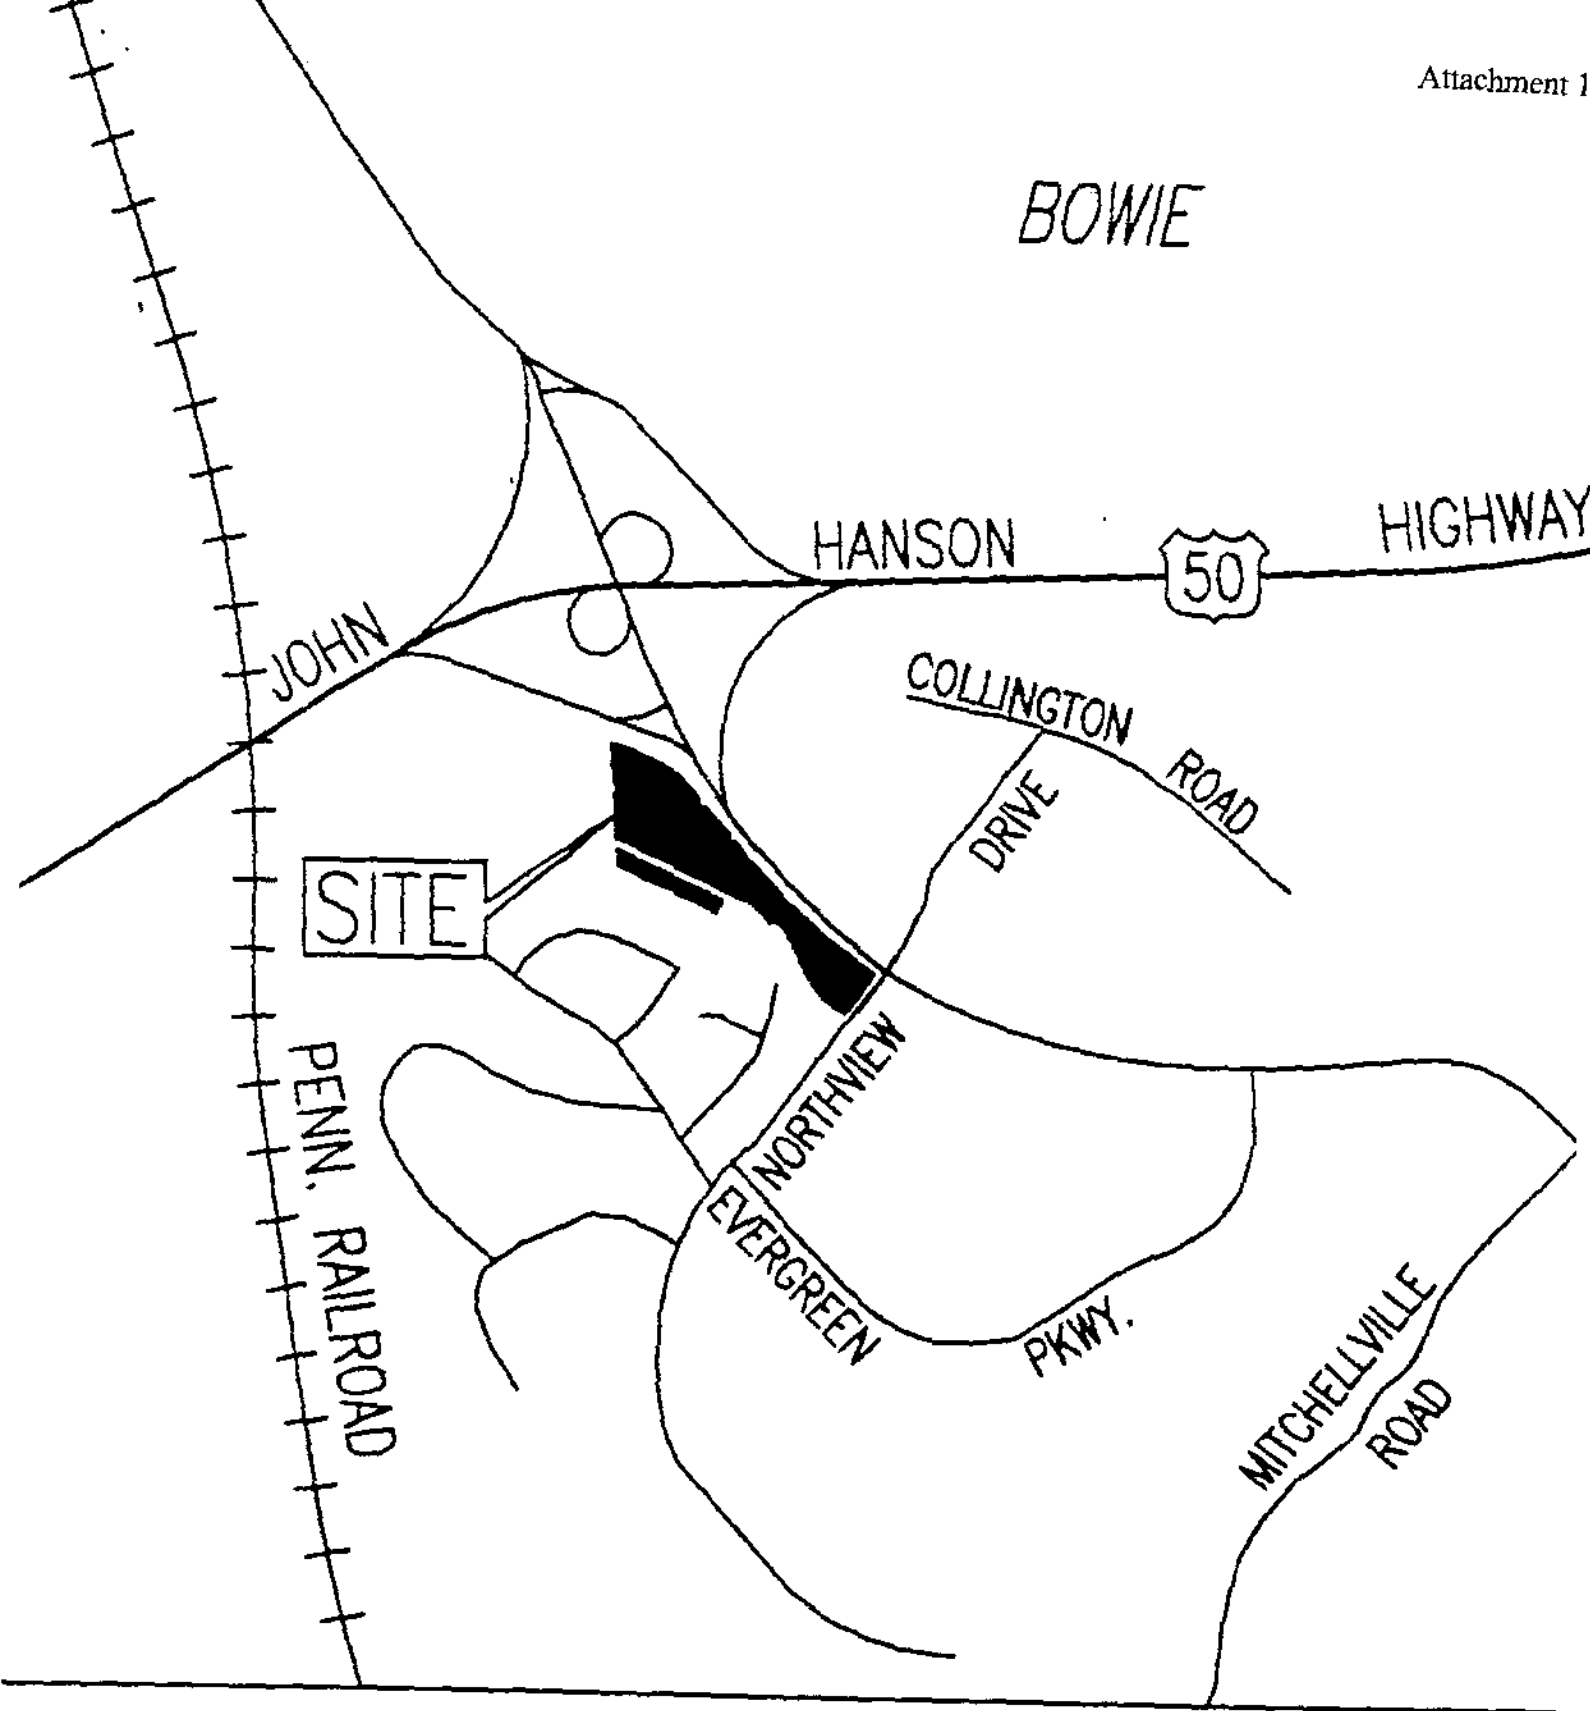 Attachment 1
BOWIE
JOHN HANSON HIGHWAY
50
COLLINGTON ROAD
NORTHVIEW DRIVE
SITE
PENN. RAILROAD
EVERGREEN PKWY.
MITCHELLVILLE ROAD